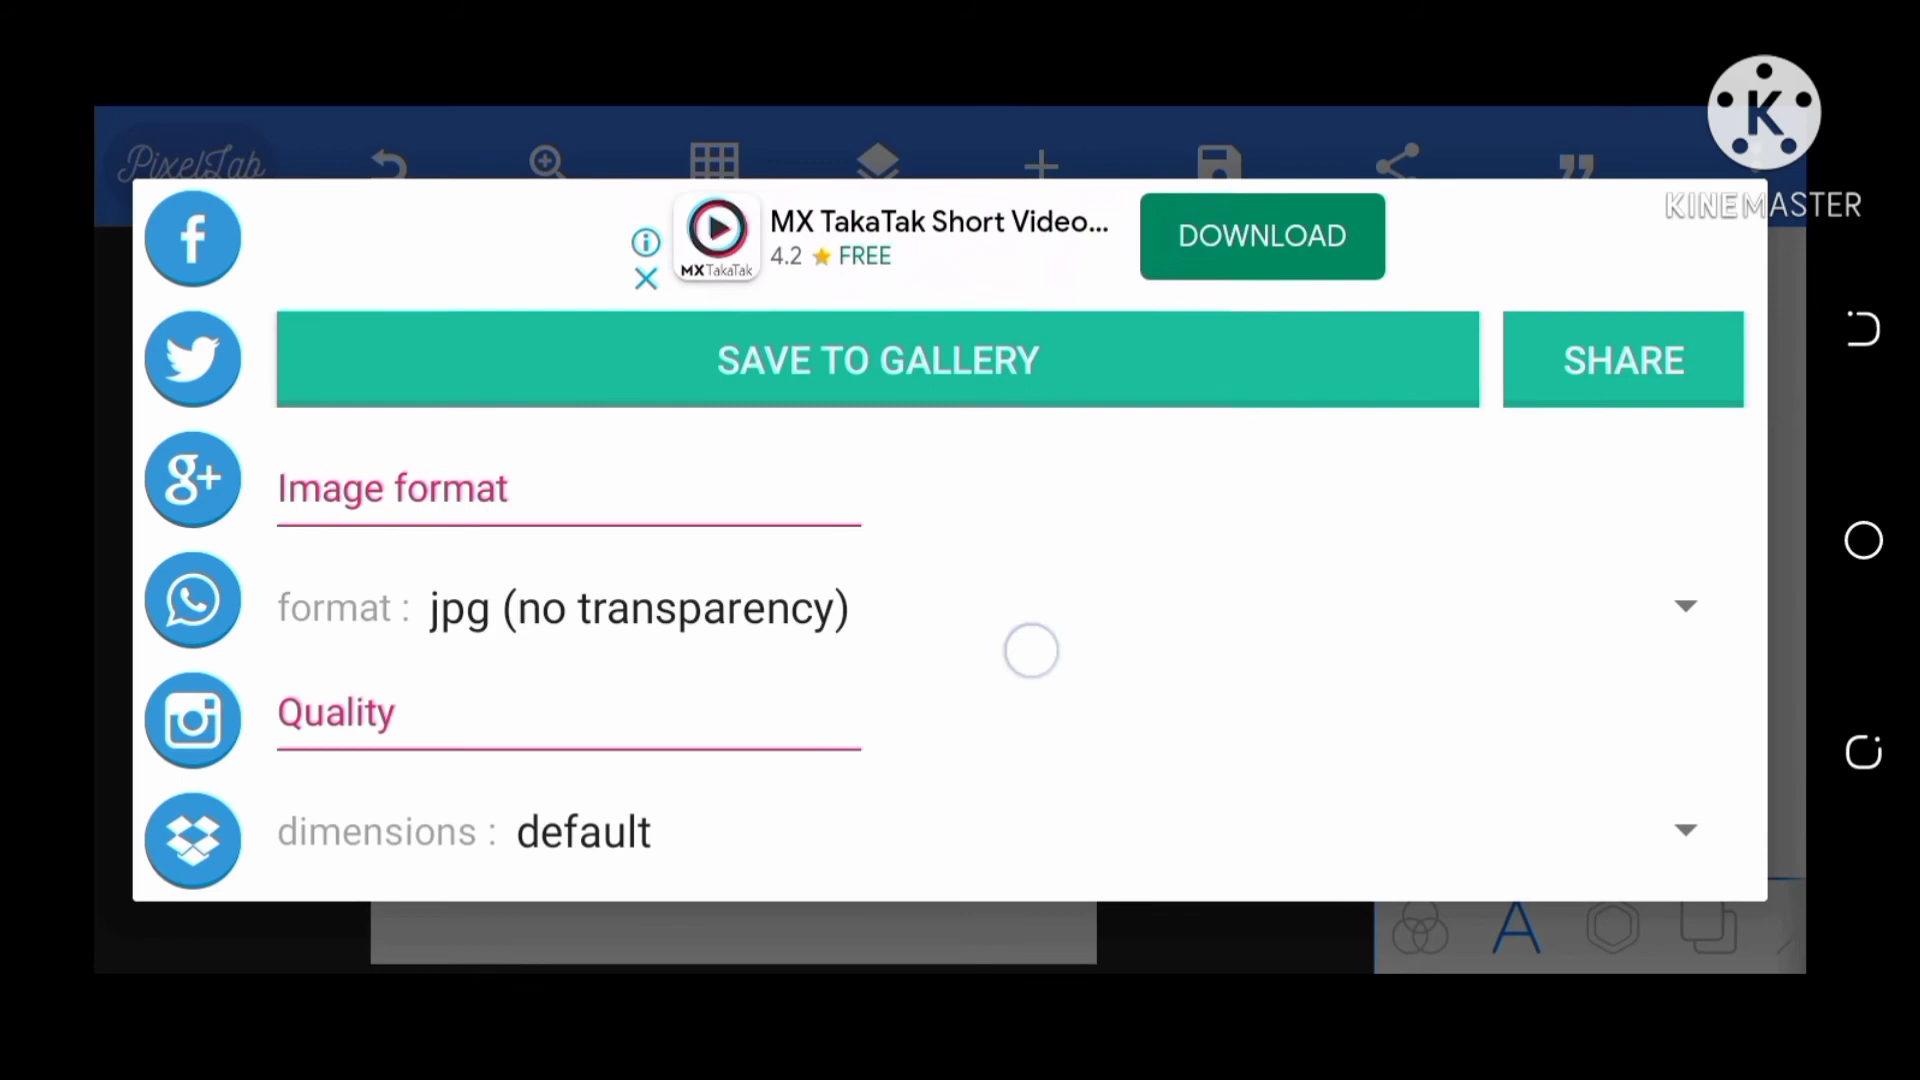 PixelLab
K
KINEMASTER
f
MX TakaTak Short Video...
4.2 FREE
MX TakaTak
DOWNLOAD
SAVE TO GALLERY
SHARE
g+
Image format
format : jpg (no transparency)
Quality
dimensions : default
A